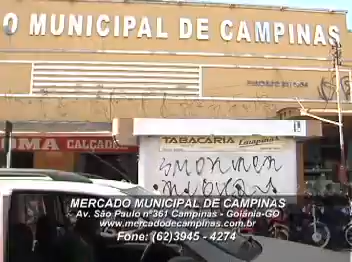 O MUNICIPAL DE CAMPINAS
OMA CALÇADOS
TABACARIA Campinas
MERCADO MUNICIPAL DE CAMPINAS
Av. São Paulo nº361 Campinas - Goiânia-GO
www.mercadodecampinas.com.br
Fone: (62)3945 - 4274